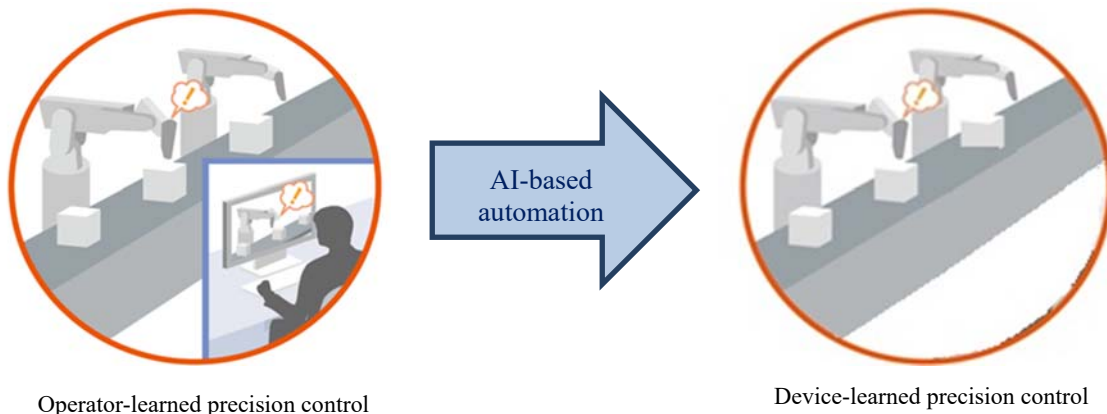 AI-based
automation
Operator-learned precision control
Device-learned precision control